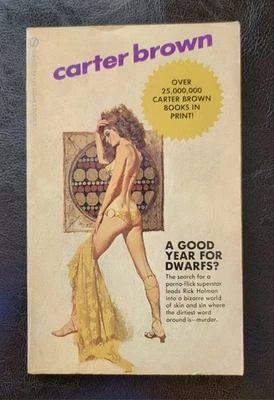 carter brown
OVER
25,000,000
CARTER BROWN
BOOKS IN
PRINT!
A GOOD
YEAR FOR
DWARFS?
The search for a
porno-flick superstar
leads Rick Holman
into a bizarre world
of skin and sin where
the dirtiest word
around is—murder.